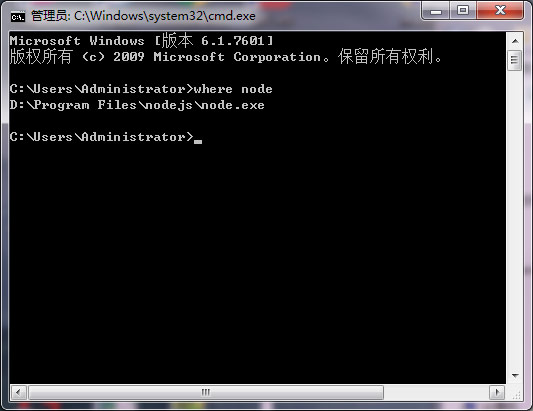 管理员: C:\Windows\system32\cmd.exe
Microsoft Windows [版本 6.1.7601]
版权所有 (c) 2009 Microsoft Corporation。保留所有权利。
C:\Users\Administrator>where node
D:\Program Files\nodejs\node.exe
C:\Users\Administrator>